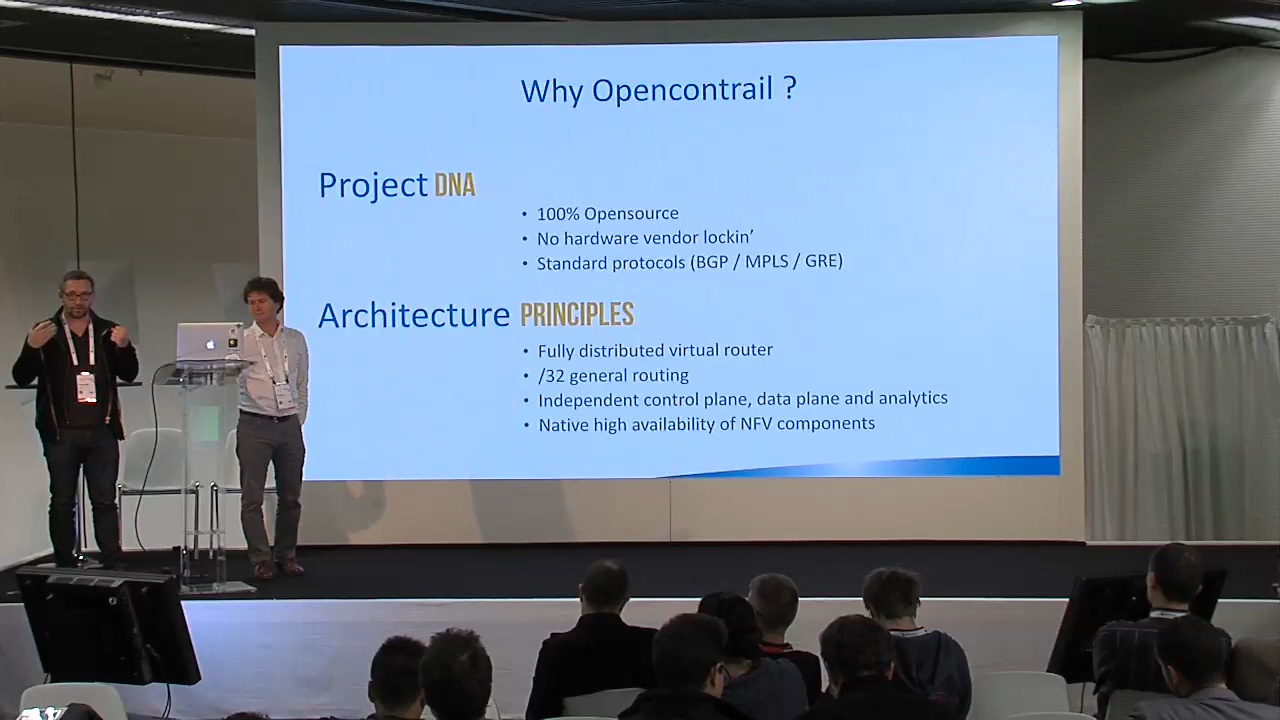 Why Opencontrail ?
Project DNA
• 100% Opensource
• No hardware vendor lockin’
• Standard protocols (BGP / MPLS / GRE)
Architecture PRINCIPLES
• Fully distributed virtual router
• /32 general routing
• Independent control plane, data plane and analytics
• Native high availability of NFV components